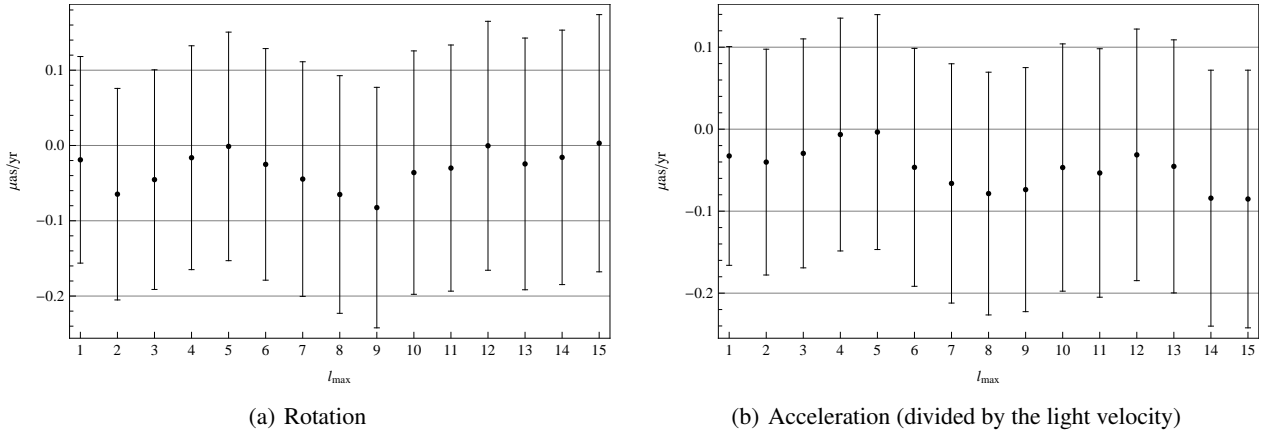 0.1
0.0
−0.1
−0.2
μas/yr
1 2 3 4 5 6 7 8 9 10 11 12 13 14 15
l_max
(a) Rotation
0.1
0.0
−0.1
−0.2
μas/yr
1 2 3 4 5 6 7 8 9 10 11 12 13 14 15
l_max
(b) Acceleration (divided by the light velocity)